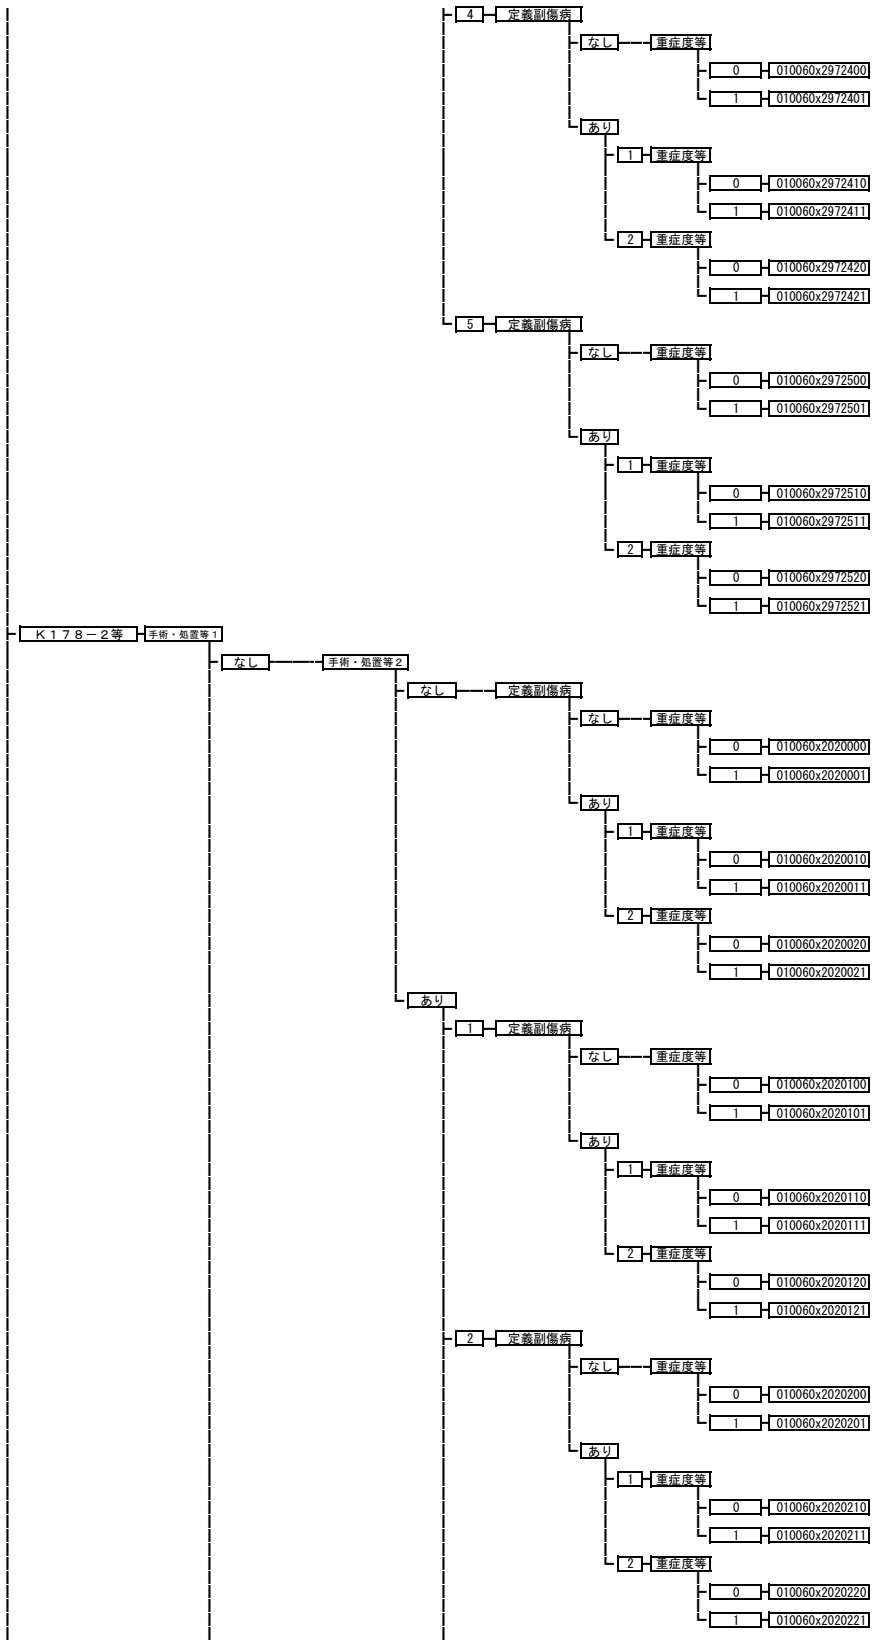 4 定義副傷病
なし 重症度等
0 010060x2972400
1 010060x2972401
あり
1 重症度等
0 010060x2972410
1 010060x2972411
2 重症度等
0 010060x2972420
1 010060x2972421
5 定義副傷病
なし 重症度等
0 010060x2972500
1 010060x2972501
あり
1 重症度等
0 010060x2972510
1 010060x2972511
2 重症度等
0 010060x2972520
1 010060x2972521
K178-2等 手術・処置等1
なし 手術・処置等2
なし 定義副傷病
なし 重症度等
0 010060x2020000
1 010060x2020001
あり
1 重症度等
0 010060x2020010
1 010060x2020011
2 重症度等
0 010060x2020020
1 010060x2020021
あり
1 定義副傷病
なし 重症度等
0 010060x2020100
1 010060x2020101
あり
1 重症度等
0 010060x2020110
1 010060x2020111
2 重症度等
0 010060x2020120
1 010060x2020121
2 定義副傷病
なし 重症度等
0 010060x2020200
1 010060x2020201
あり
1 重症度等
0 010060x2020210
1 010060x2020211
2 重症度等
0 010060x2020220
1 010060x2020221